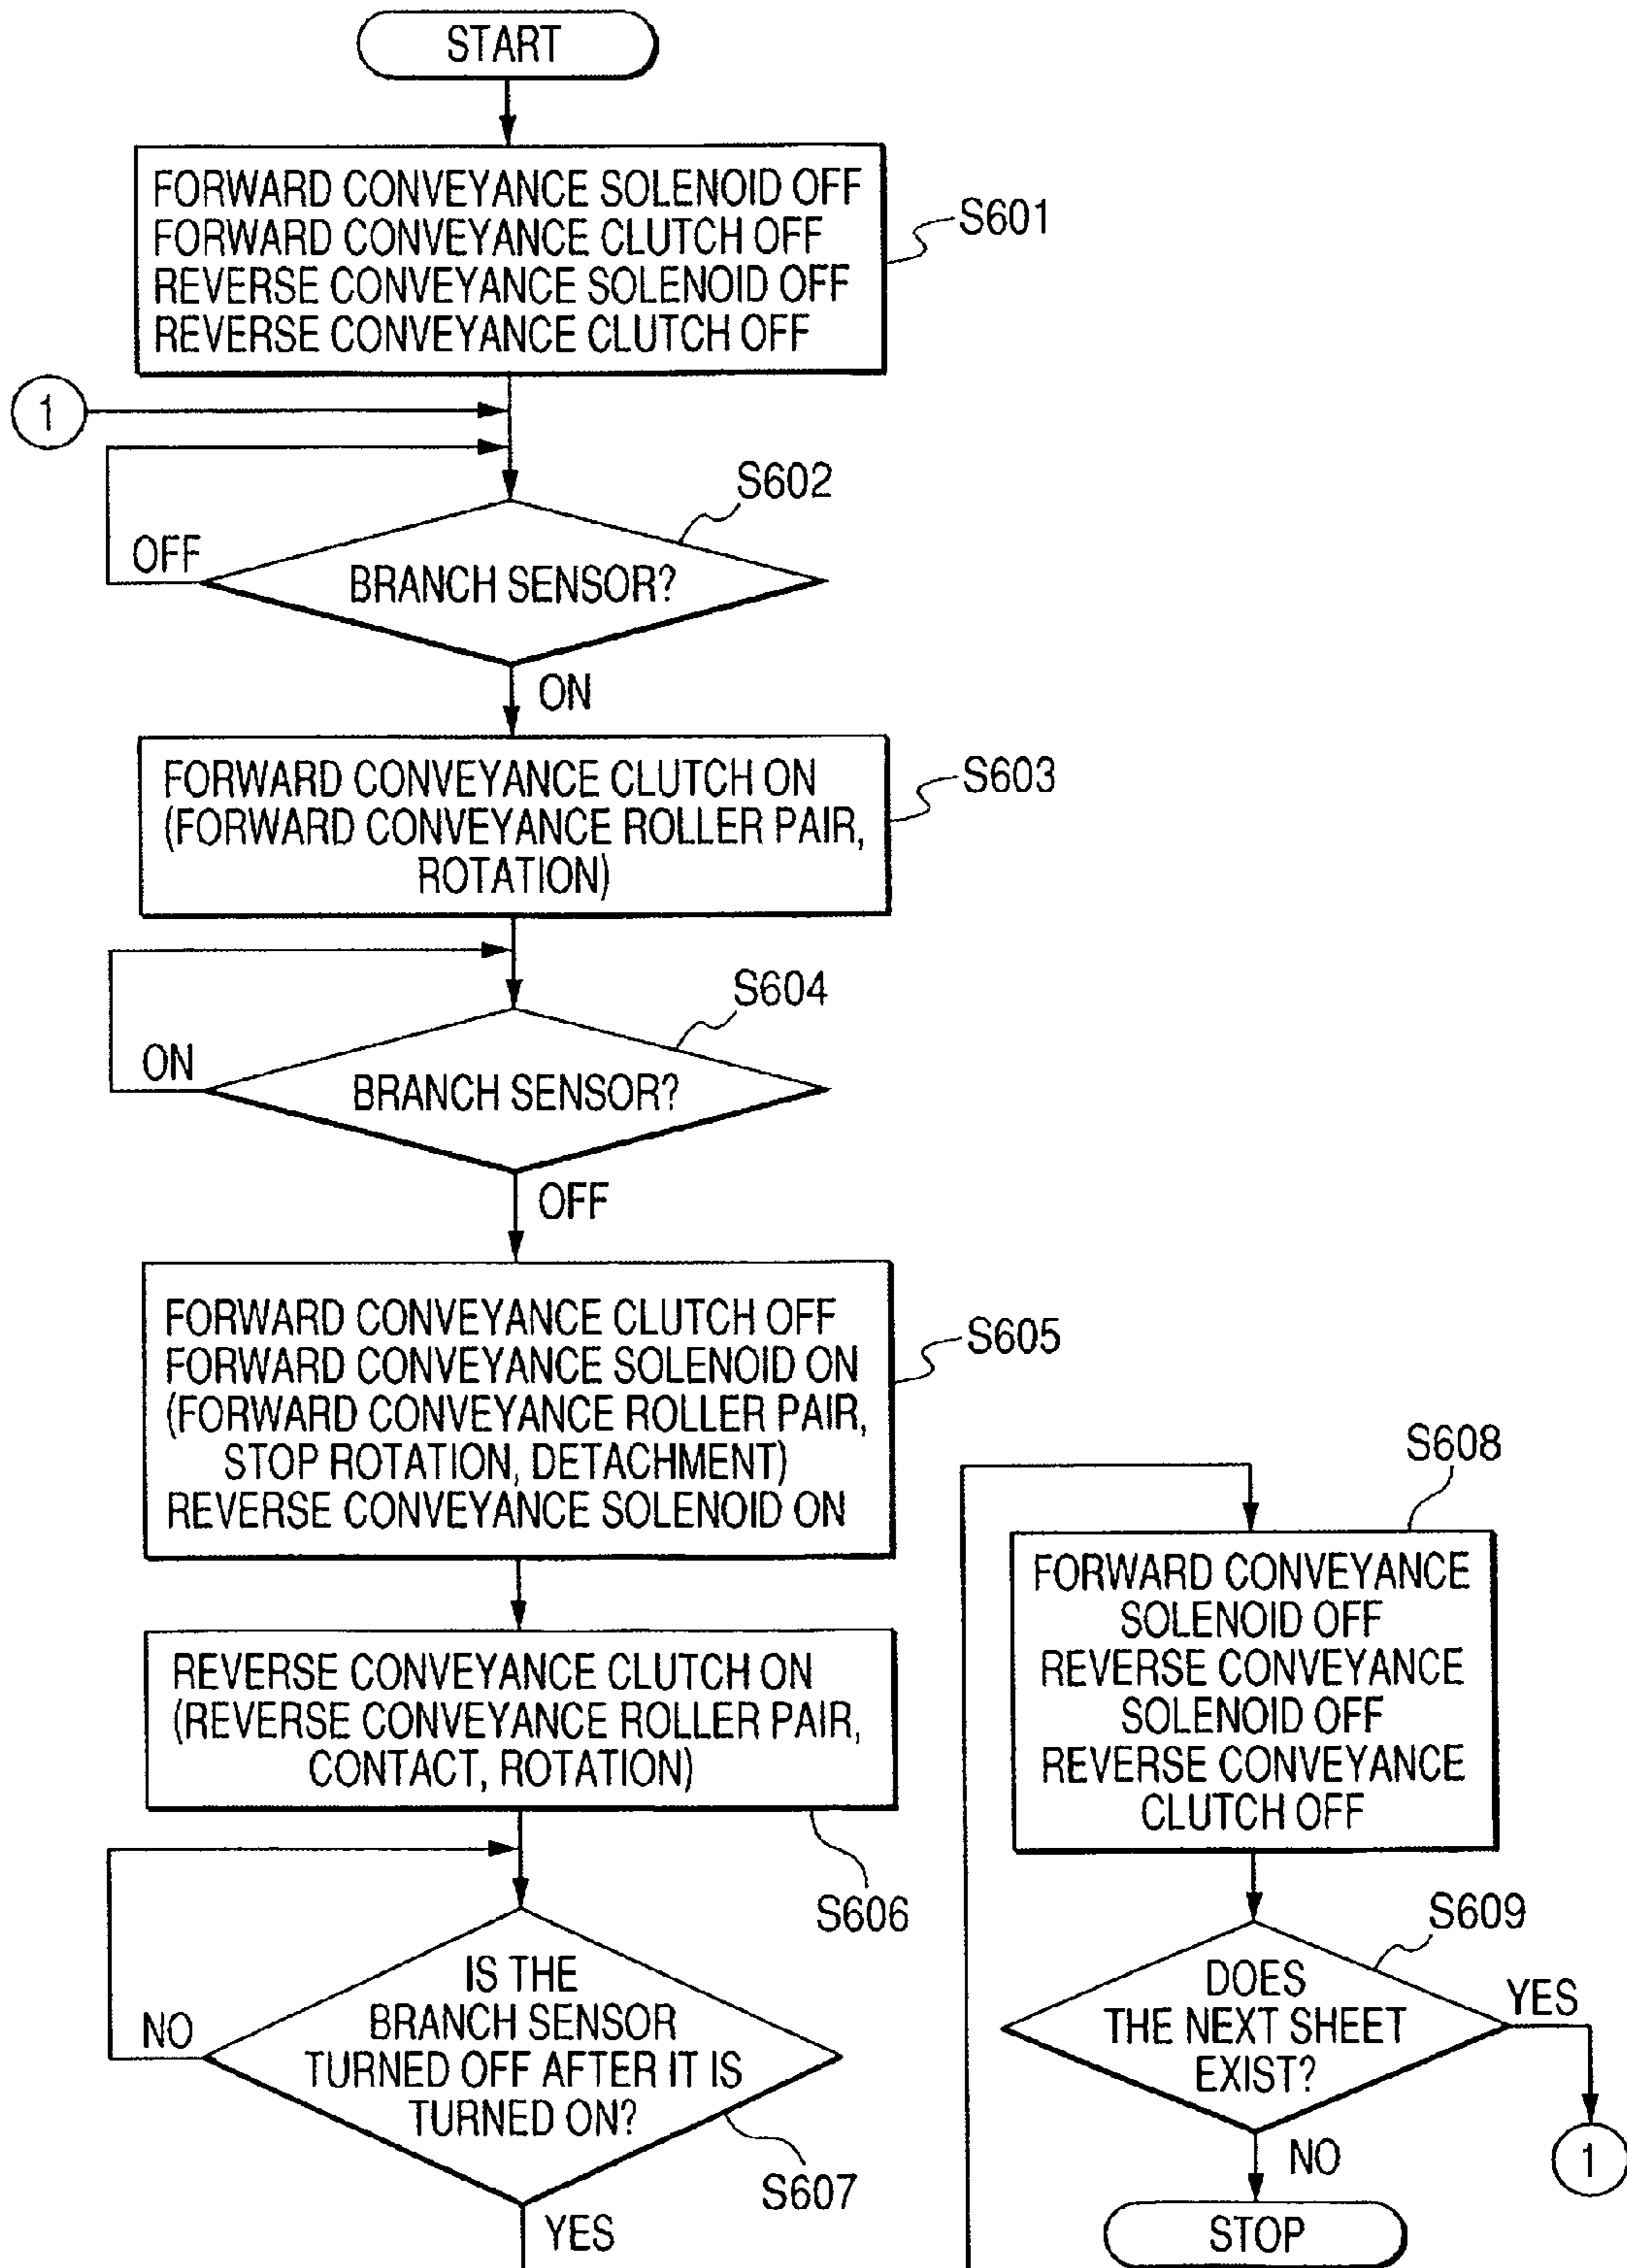 START
FORWARD CONVEYANCE SOLENOID OFF
FORWARD CONVEYANCE CLUTCH OFF
REVERSE CONVEYANCE SOLENOID OFF
REVERSE CONVEYANCE CLUTCH OFF
S601
1
S602
OFF
BRANCH SENSOR?
ON
FORWARD CONVEYANCE CLUTCH ON
(FORWARD CONVEYANCE ROLLER PAIR,
ROTATION)
S603
S604
ON
BRANCH SENSOR?
OFF
FORWARD CONVEYANCE CLUTCH OFF
FORWARD CONVEYANCE SOLENOID ON
(FORWARD CONVEYANCE ROLLER PAIR,
STOP ROTATION, DETACHMENT)
REVERSE CONVEYANCE SOLENOID ON
S605
REVERSE CONVEYANCE CLUTCH ON
(REVERSE CONVEYANCE ROLLER PAIR,
CONTACT, ROTATION)
S606
NO
IS THE
BRANCH SENSOR
TURNED OFF AFTER IT IS
TURNED ON?
S607
YES
S608
FORWARD CONVEYANCE
SOLENOID OFF
REVERSE CONVEYANCE
SOLENOID OFF
REVERSE CONVEYANCE
CLUTCH OFF
S609
DOES
THE NEXT SHEET
EXIST?
YES
1
NO
STOP